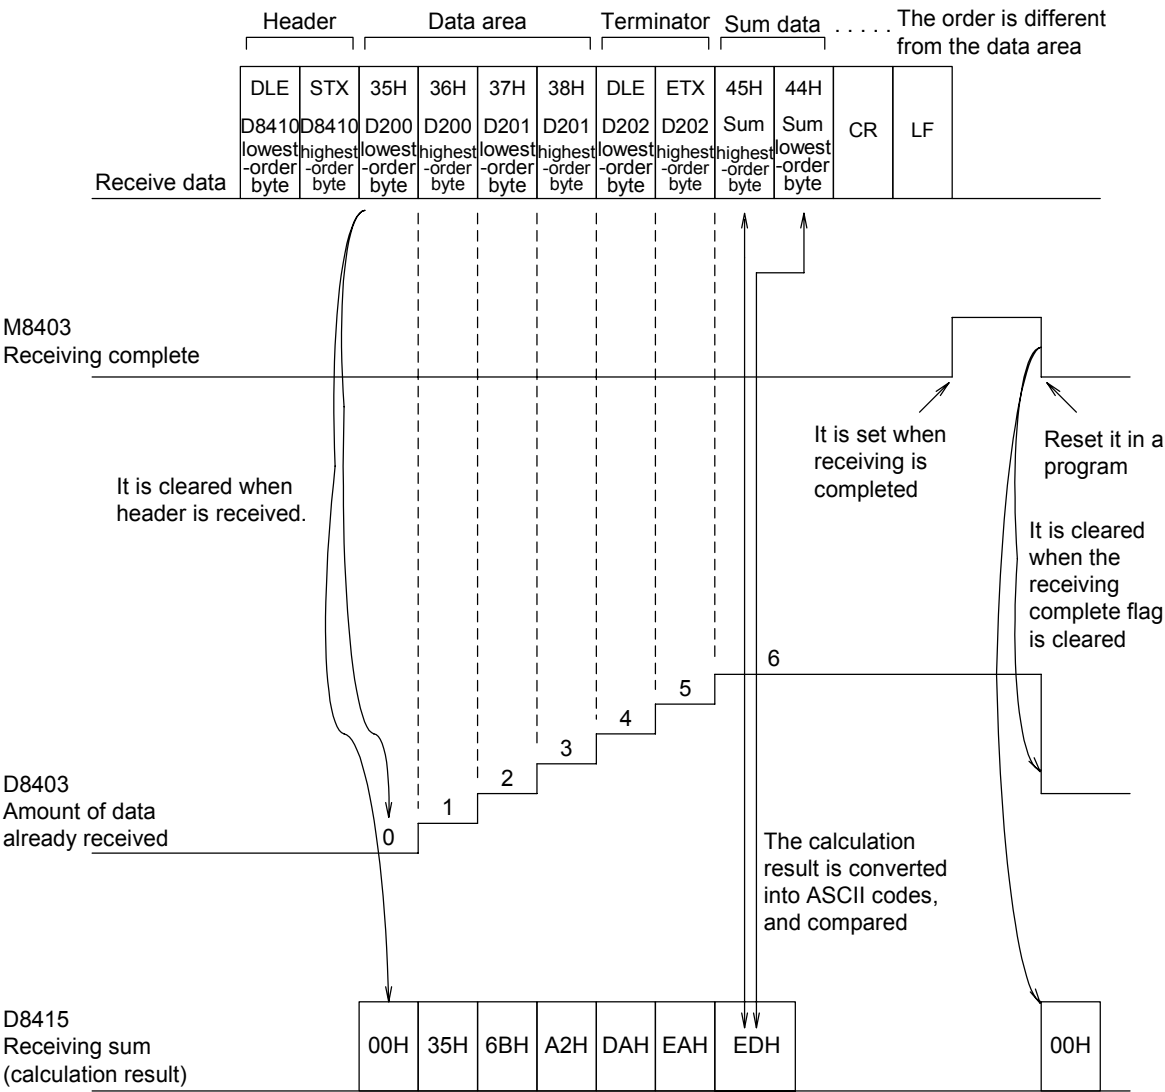 Header Data area Terminator Sum data . . . . . The order is different
from the data area
DLE STX 35H 36H 37H 38H DLE ETX 45H 44H
D8410 D8410 D200 D200 D201 D201 D202 D202 Sum Sum CR LF
lowest highest lowest highest lowest highest lowest highest highest lowest
-order -order -order -order -order -order -order -order -order -order
byte byte byte byte byte byte byte byte byte byte
Receive data
M8403
Receiving complete
It is set when
receiving is
completed
Reset it in a
program
It is cleared when
header is received.
It is cleared
when the
receiving
complete flag
is cleared
6
5
4
3
2
1
0
D8403
Amount of data
already received
The calculation
result is converted
into ASCII codes,
and compared
D8415
Receiving sum
(calculation result)
00H 35H 6BH A2H DAH EAH EDH 00H